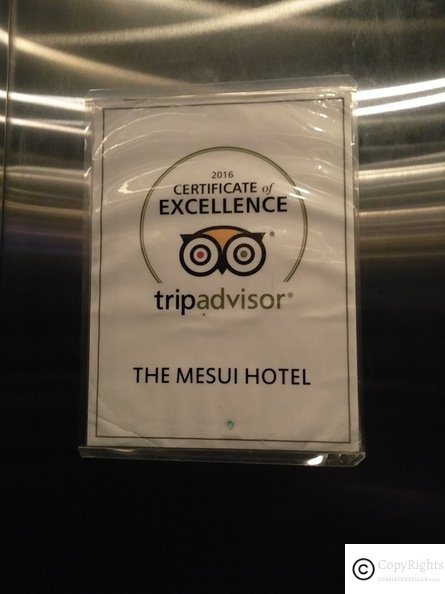 2016
CERTIFICATE of
EXCELLENCE
®
tripadvisor®
THE MESUI HOTEL
© CopyRights